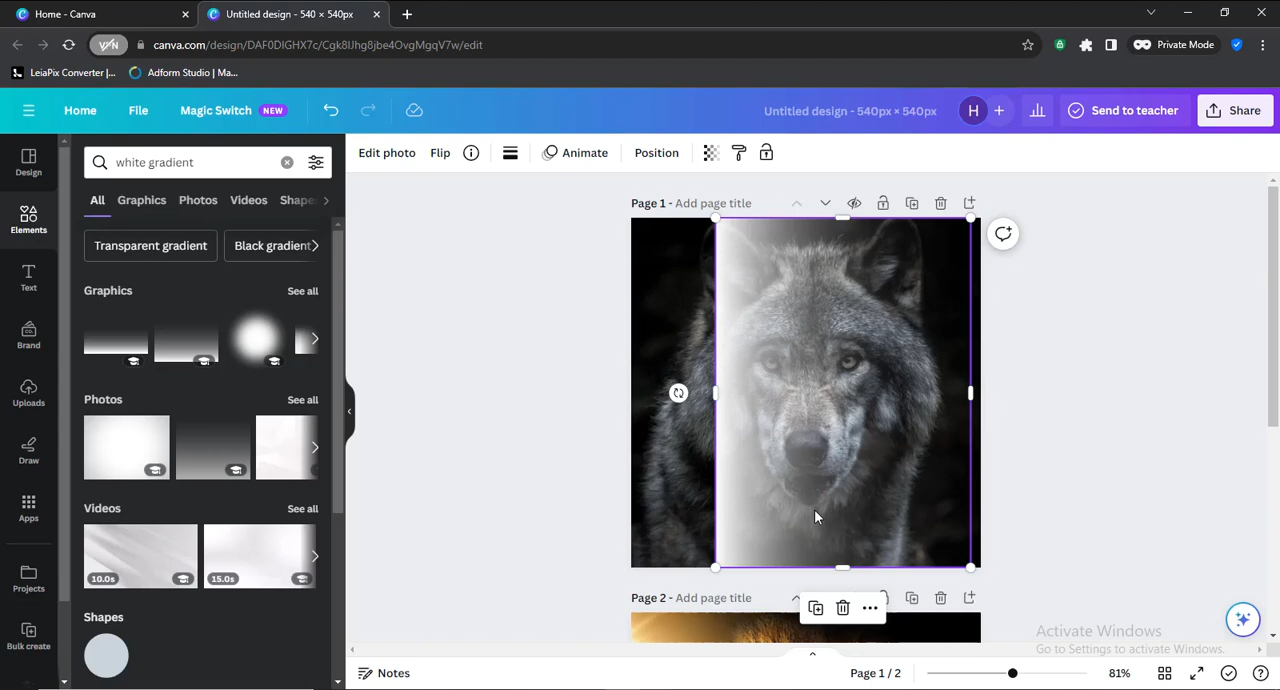 Home - Canva
Untitled design - 540 × 540px
VPN
canva.com/design/DAF0DIGHX7c/Cgk8IJhg8jbe4OvgMgqV7w/edit
Private Mode
LeiaPix Converter |...
Adform Studio | Ma...
Home
File
Magic Switch
NEW
Untitled design - 540px × 540px
H
Send to teacher
Share
Design
Elements
Text
Brand
Uploads
Draw
Apps
Projects
Bulk create
white gradient
All
Graphics
Photos
Videos
Shape
Transparent gradient
Black gradient
Graphics
See all
Photos
See all
Videos
See all
10.0s
15.0s
Shapes
Edit photo
Flip
Animate
Position
Page 1 - Add page title
Page 2 - Add page title
Activate Windows
Go to Settings to activate Windows.
Notes
Page 1 / 2
81%